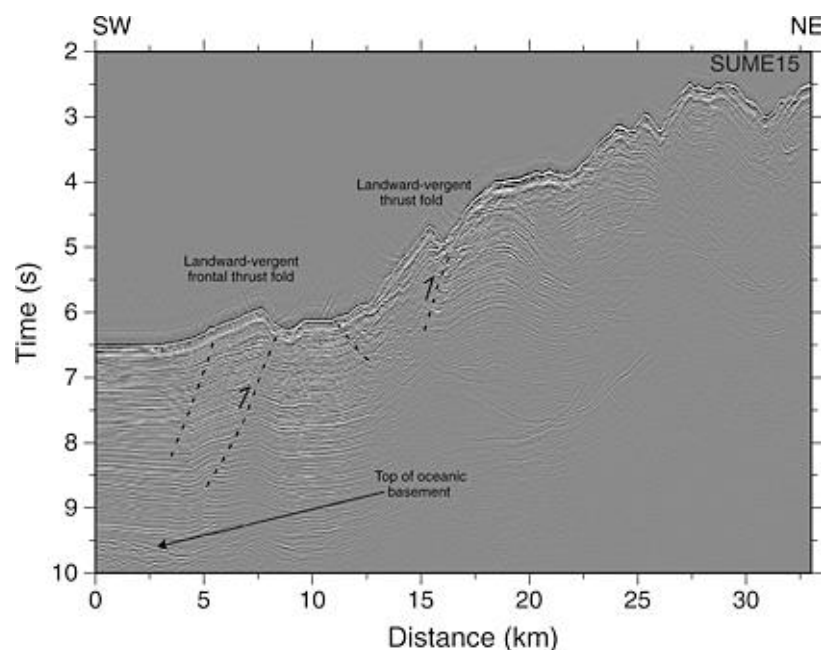 SW
NE
SUME15
2
3
4
5
6
7
8
9
10
Time (s)
Landward-vergent
thrust fold
Landward-vergent
frontal thrust fold
Top of oceanic
basement
0
5
10
15
20
25
30
Distance (km)